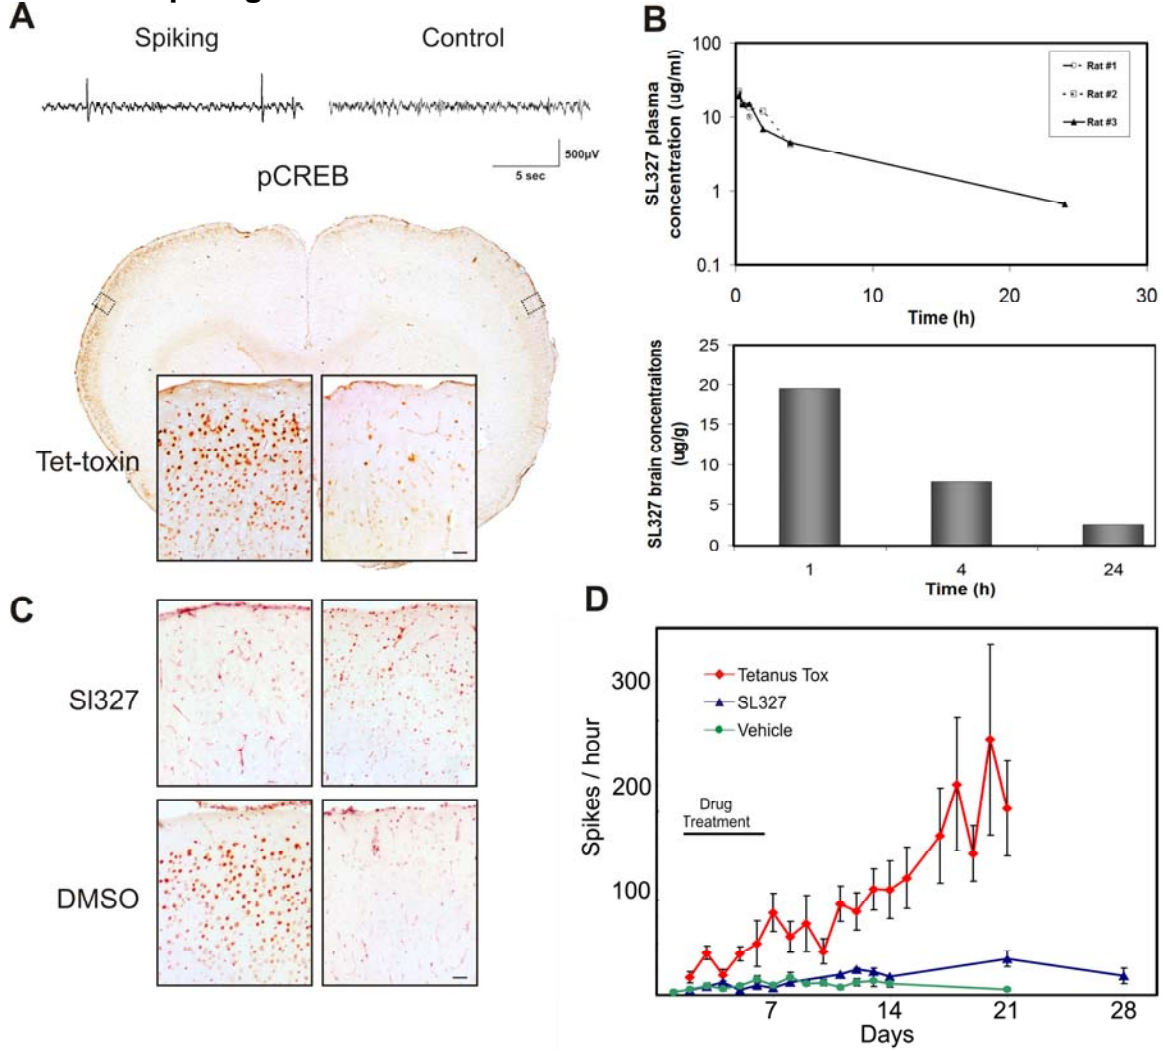 A
Spiking
Control
500µV
5 sec
pCREB
Tet-toxin
B
SL327 plasma
concentration (ug/ml)
100
10
1
0.1
0
10
20
30
Time (h)
Rat #1
Rat #2
Rat #3
SL327 brain concentraitons
(ug/g)
25
20
15
10
5
0
1
4
24
Time (h)
C
Sl327
DMSO
D
Spikes / hour
300
200
100
Tetanus Tox
SL327
Vehicle
Drug
Treatment
7
14
21
28
Days